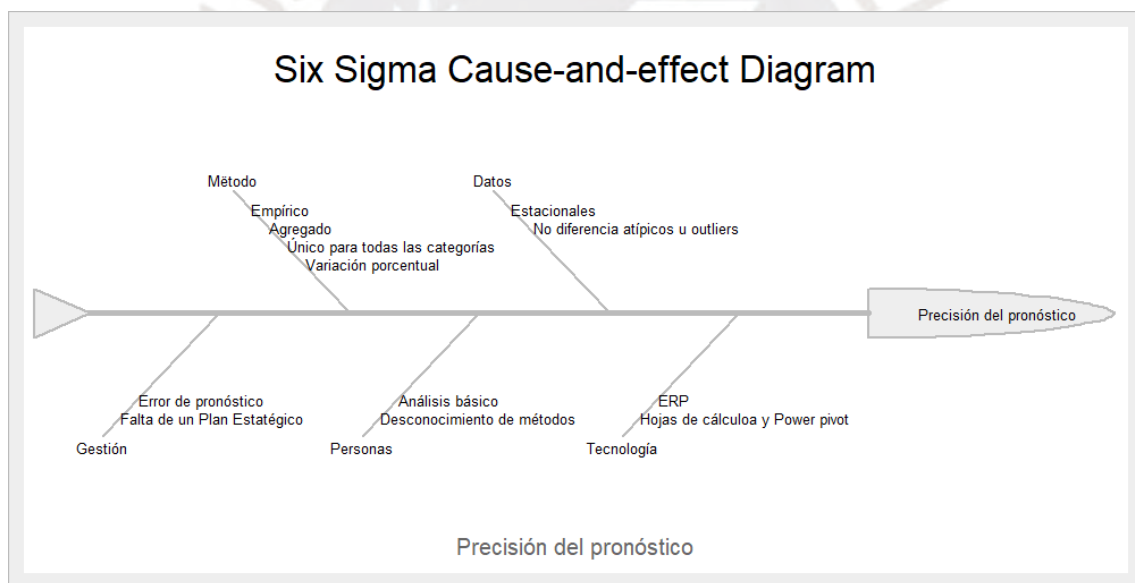 Six Sigma Cause-and-effect Diagram
Mëtodo
Datos
Empírico
Estacionales
Agregado
No diferencia atípicos u outliers
Único para todas las categorías
Variación porcentual
Precisión del pronóstico
Error de pronóstico
Análisis básico
ERP
Falta de un Plan Estatégico
Desconocimiento de métodos
Hojas de cálculoa y Power pivot
Gestión
Personas
Tecnología
Precisión del pronóstico